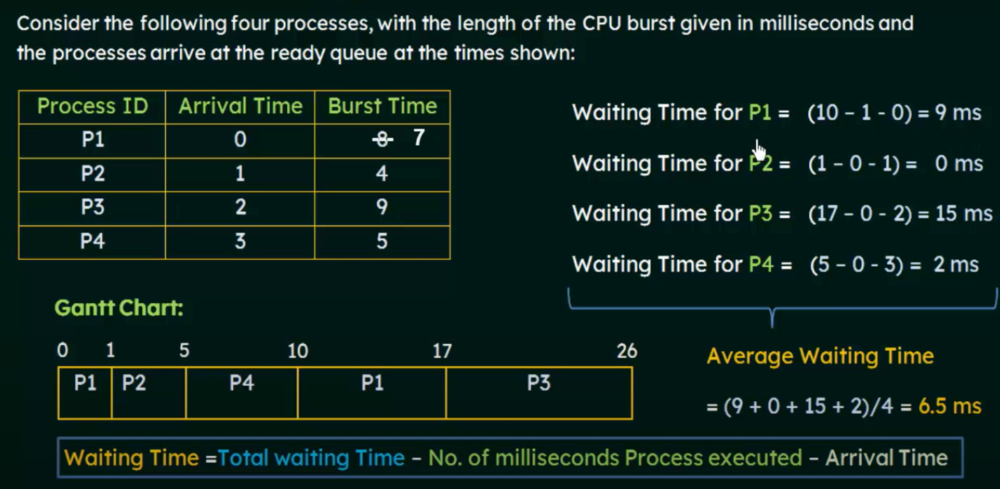 Consider the following four processes, with the length of the CPU burst given in milliseconds and
the processes arrive at the ready queue at the times shown:
Process ID Arrival Time Burst Time
P1 0 8 7
P2 1 4
P3 2 9
P4 3 5
Waiting Time for P1 = (10 – 1 - 0) = 9 ms
Waiting Time for P2 = (1 – 0 - 1) = 0 ms
Waiting Time for P3 = (17 – 0 - 2) = 15 ms
Waiting Time for P4 = (5 – 0 - 3) = 2 ms
Gantt Chart:
0 1 5 10 17 26
P1 P2 P4 P1 P3
Average Waiting Time
= (9 + 0 + 15 + 2)/4 = 6.5 ms
Waiting Time =Total waiting Time – No. of milliseconds Process executed – Arrival Time